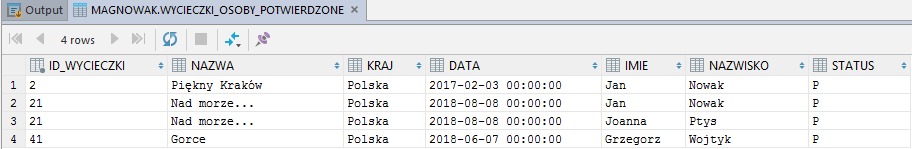 Output MAGNOWAK.WYCIECZKI_OSOBY_POTWIERDZONE
4 rows
ID_WYCIECZKI NAZWA KRAJ DATA IMIE NAZWISKO STATUS
1 2 Piękny Kraków Polska 2017-02-03 00:00:00 Jan Nowak P
2 21 Nad morze... Polska 2018-08-08 00:00:00 Jan Nowak P
3 21 Nad morze... Polska 2018-08-08 00:00:00 Joanna Ptys P
4 41 Gorce Polska 2018-06-07 00:00:00 Grzegorz Wojtyk P